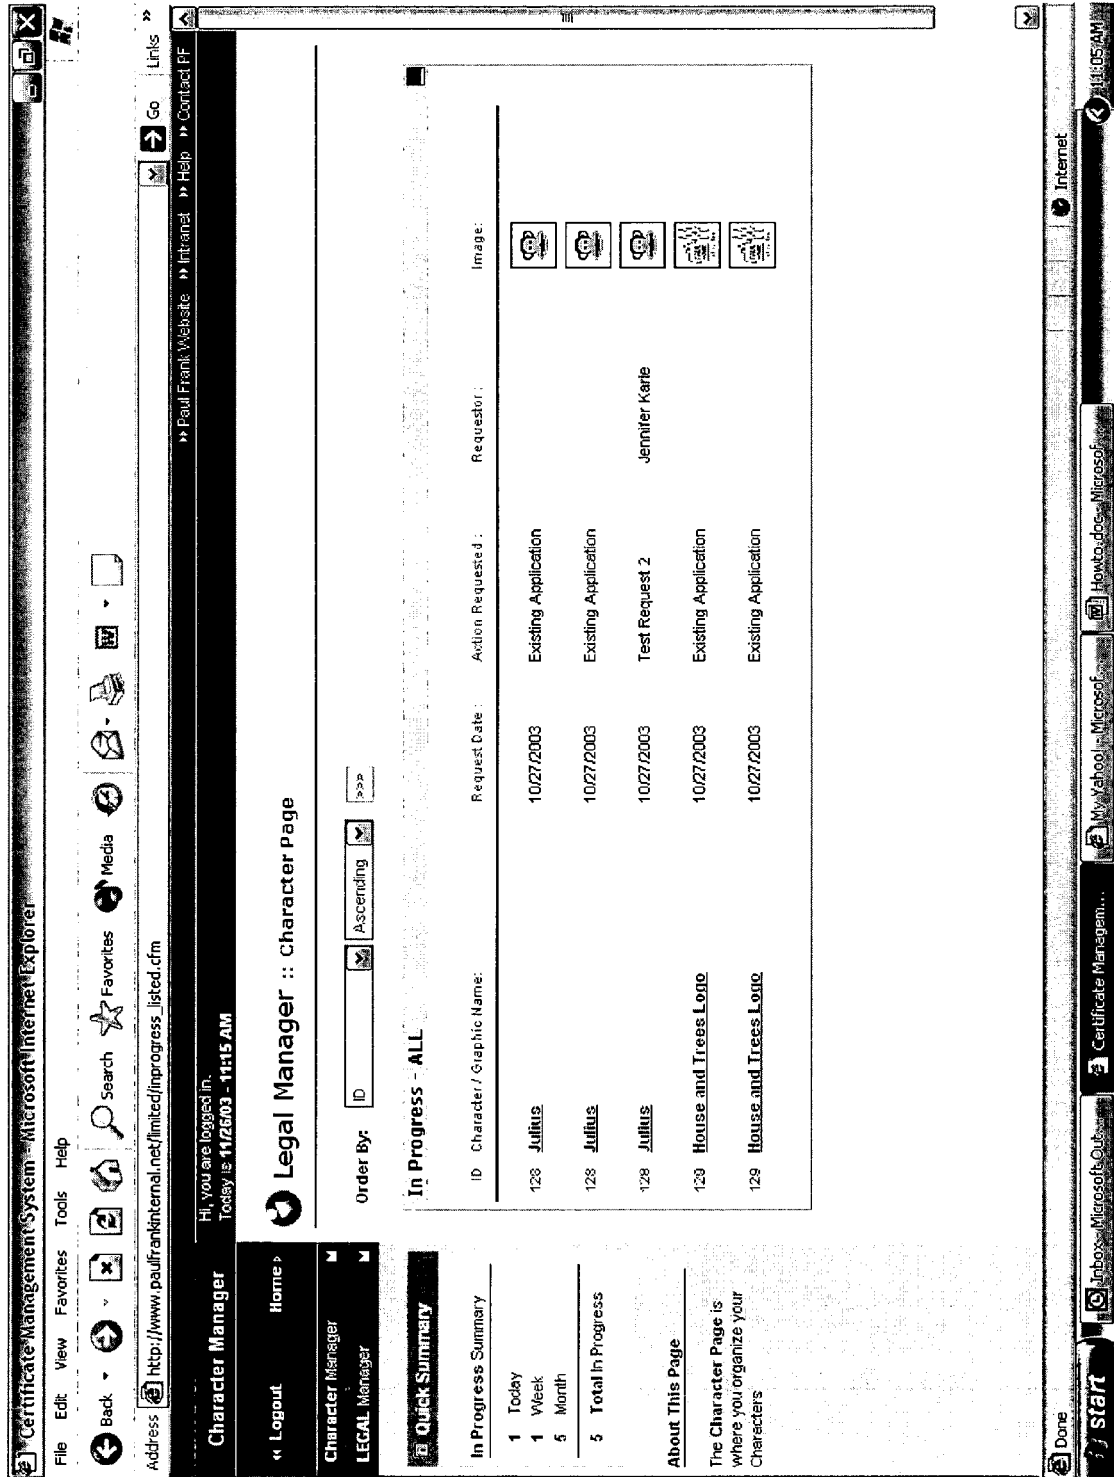 Certificate Management System - Microsoft Internet Explorer
File Edit View Favorites Tools Help
Back Search Favorites Media
Address http://www.paulfrankinternal.net/limited/inprogress_listed.cfm Go Links »
Character Manager
Hi, you are logged in.
Today is 11/26/03 - 11:15 AM
›› Paul Frank Website ›› Intranet ›› Help ›› Contact PF
‹‹ Logout Home ›
Character Manager
LEGAL Manager
Legal Manager :: Character Page
Order By: ID Ascending >>>
Quick Summary
In Progress Summary
1 Today
1 Week
5 Month
5 Total In Progress
About This Page
The Character Page is
where you organize your
Characters
In Progress - ALL
ID Character / Graphic Name: Request Date: Action Requested: Requestor: Image:
128 Julius 10/27/2003 Existing Application
128 Julius 10/27/2003 Existing Application
128 Julius 10/27/2003 Test Request 2 Jennifer Karle
129 House and Trees Logo 10/27/2003 Existing Application
129 House and Trees Logo 10/27/2003 Existing Application
Done Internet
start Inbox - Microsoft Out... Certificate Managem... My Yahoo! - Microsof... Howto.doc - Microsof... 11:05 AM